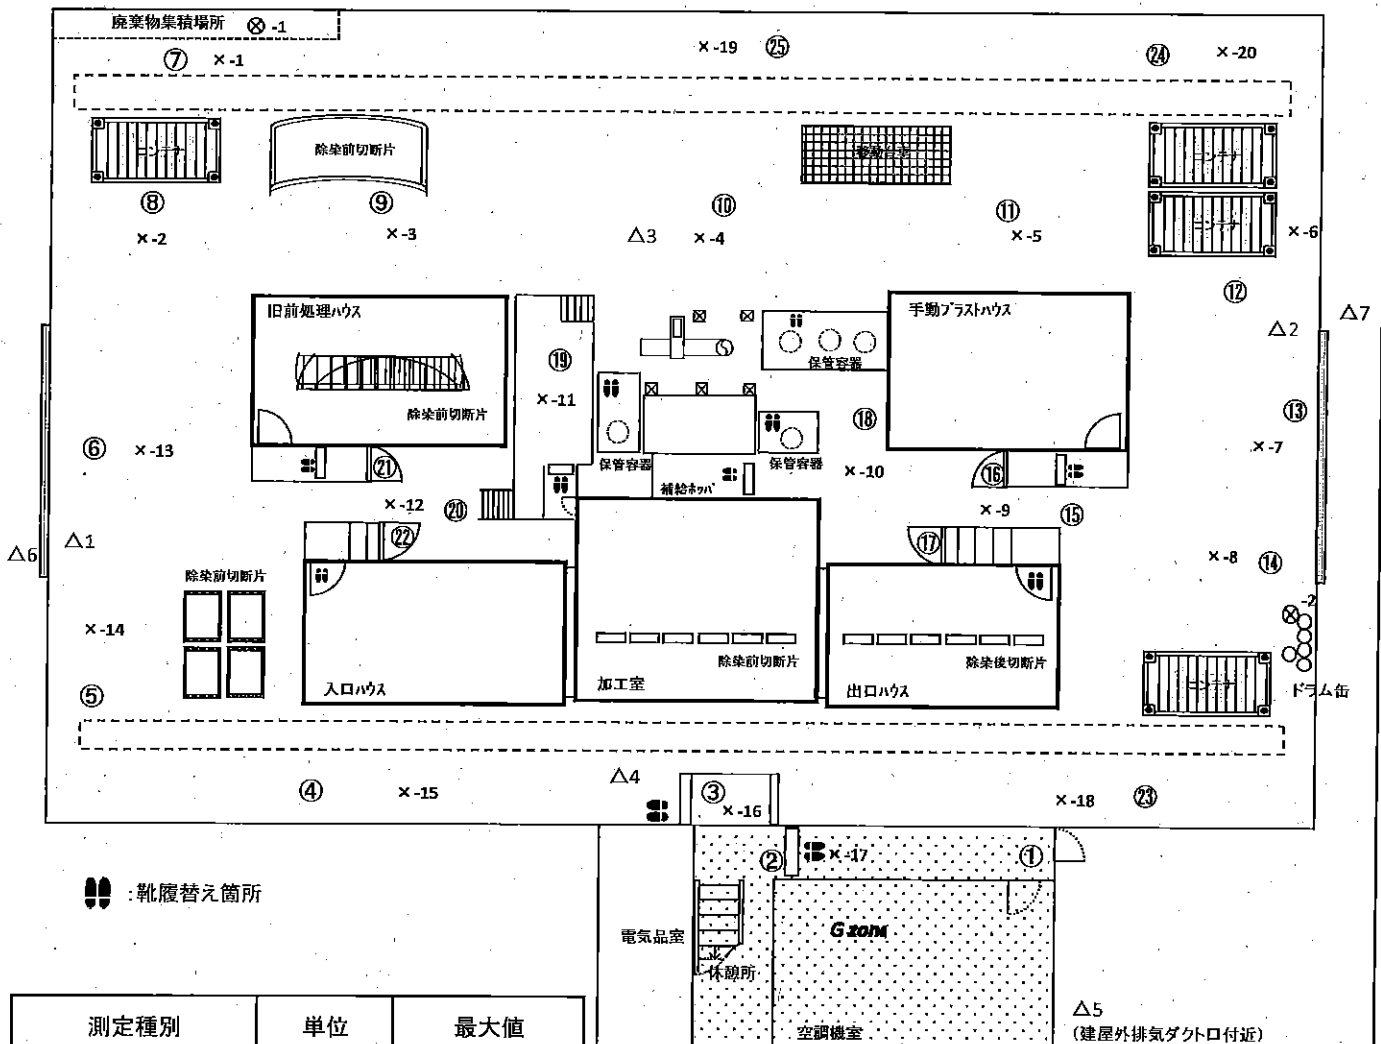 廃棄物集積場所 ⊗ -1
⑦ ×-1
×-19 ㉕
㉔ ×-20
コンテナ
除染前切断片
移動台車
コンテナ
コンテナ
⑧
×-2
⑨
×-3
⑩
△3 ×-4
⑪
×-5
×-6
⑫
△2 △7
旧前処理ハウス
除染前切断片
⑲
×-11
保管容器
手動ブラストハウス
⑱
⑬
×-7
⑥ ×-13
㉑
保管容器
保管容器
補給ホッパ
×-10
⑯
×-12 ⑳
㉒
×-9 ⑮
⑰
△6 △1
×-8 ⑭
除染前切断片
⊗-2
×-14
入口ハウス
除染前切断片
加工室
除染後切断片
出口ハウス
コンテナ
ドラム缶
⑤
④ ×-15
△4
③ ×-16
×-18 ㉓
② ×-17 ①
:靴履替え箇所
電気品室
休憩所
G zone
空調機室
△5
(建屋外排気ダクト口付近)
測定種別 単位 最大値